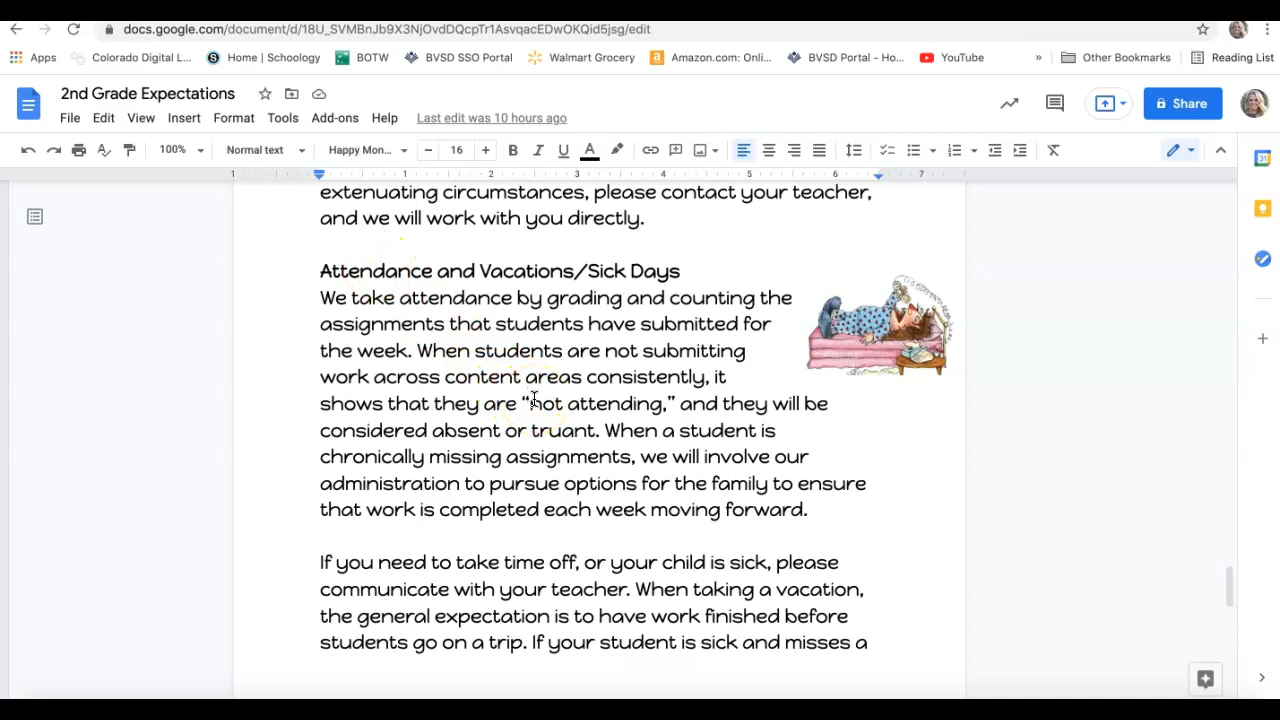 docs.google.com/document/d/18U_SVMBnJb9X3NjOvdDQcpTr1AsvqacEDwOKQid5jsg/edit
Apps Colorado Digital L... Home | Schoology BOTW BVSD SSO Portal Walmart Grocery Amazon.com: Onli... BVSD Portal - Ho... YouTube » Other Bookmarks Reading List
2nd Grade Expectations
Share
File Edit View Insert Format Tools Add-ons Help Last edit was 10 hours ago
100% Normal text Happy Mon... 16 B I U A
1 1 2 3 4 5 6 7
extenuating circumstances, please contact your teacher,
and we will work with you directly.
Attendance and Vacations/Sick Days
We take attendance by grading and counting the
assignments that students have submitted for
the week. When students are not submitting
work across content areas consistently, it
shows that they are “not attending,” and they will be
considered absent or truant. When a student is
chronically missing assignments, we will involve our
administration to pursue options for the family to ensure
that work is completed each week moving forward.
If you need to take time off, or your child is sick, please
communicate with your teacher. When taking a vacation,
the general expectation is to have work finished before
students go on a trip. If your student is sick and misses a